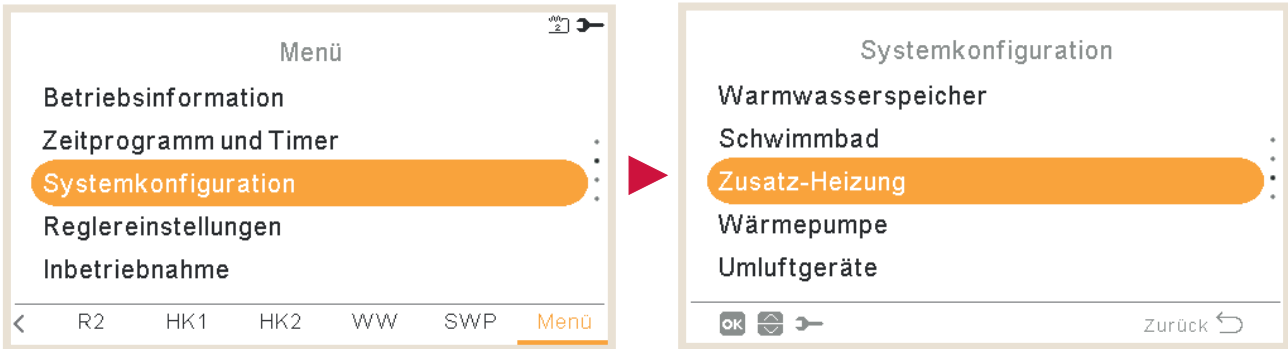 2
Menü
Betriebsinformation
Zeitprogramm und Timer
Systemkonfiguration
Reglereinstellungen
Inbetriebnahme
< R2 HK1 HK2 WW SWP Menü
Systemkonfiguration
Warmwasserspeicher
Schwimmbad
Zusatz-Heizung
Wärmepumpe
Umluftgeräte
OK Zurück